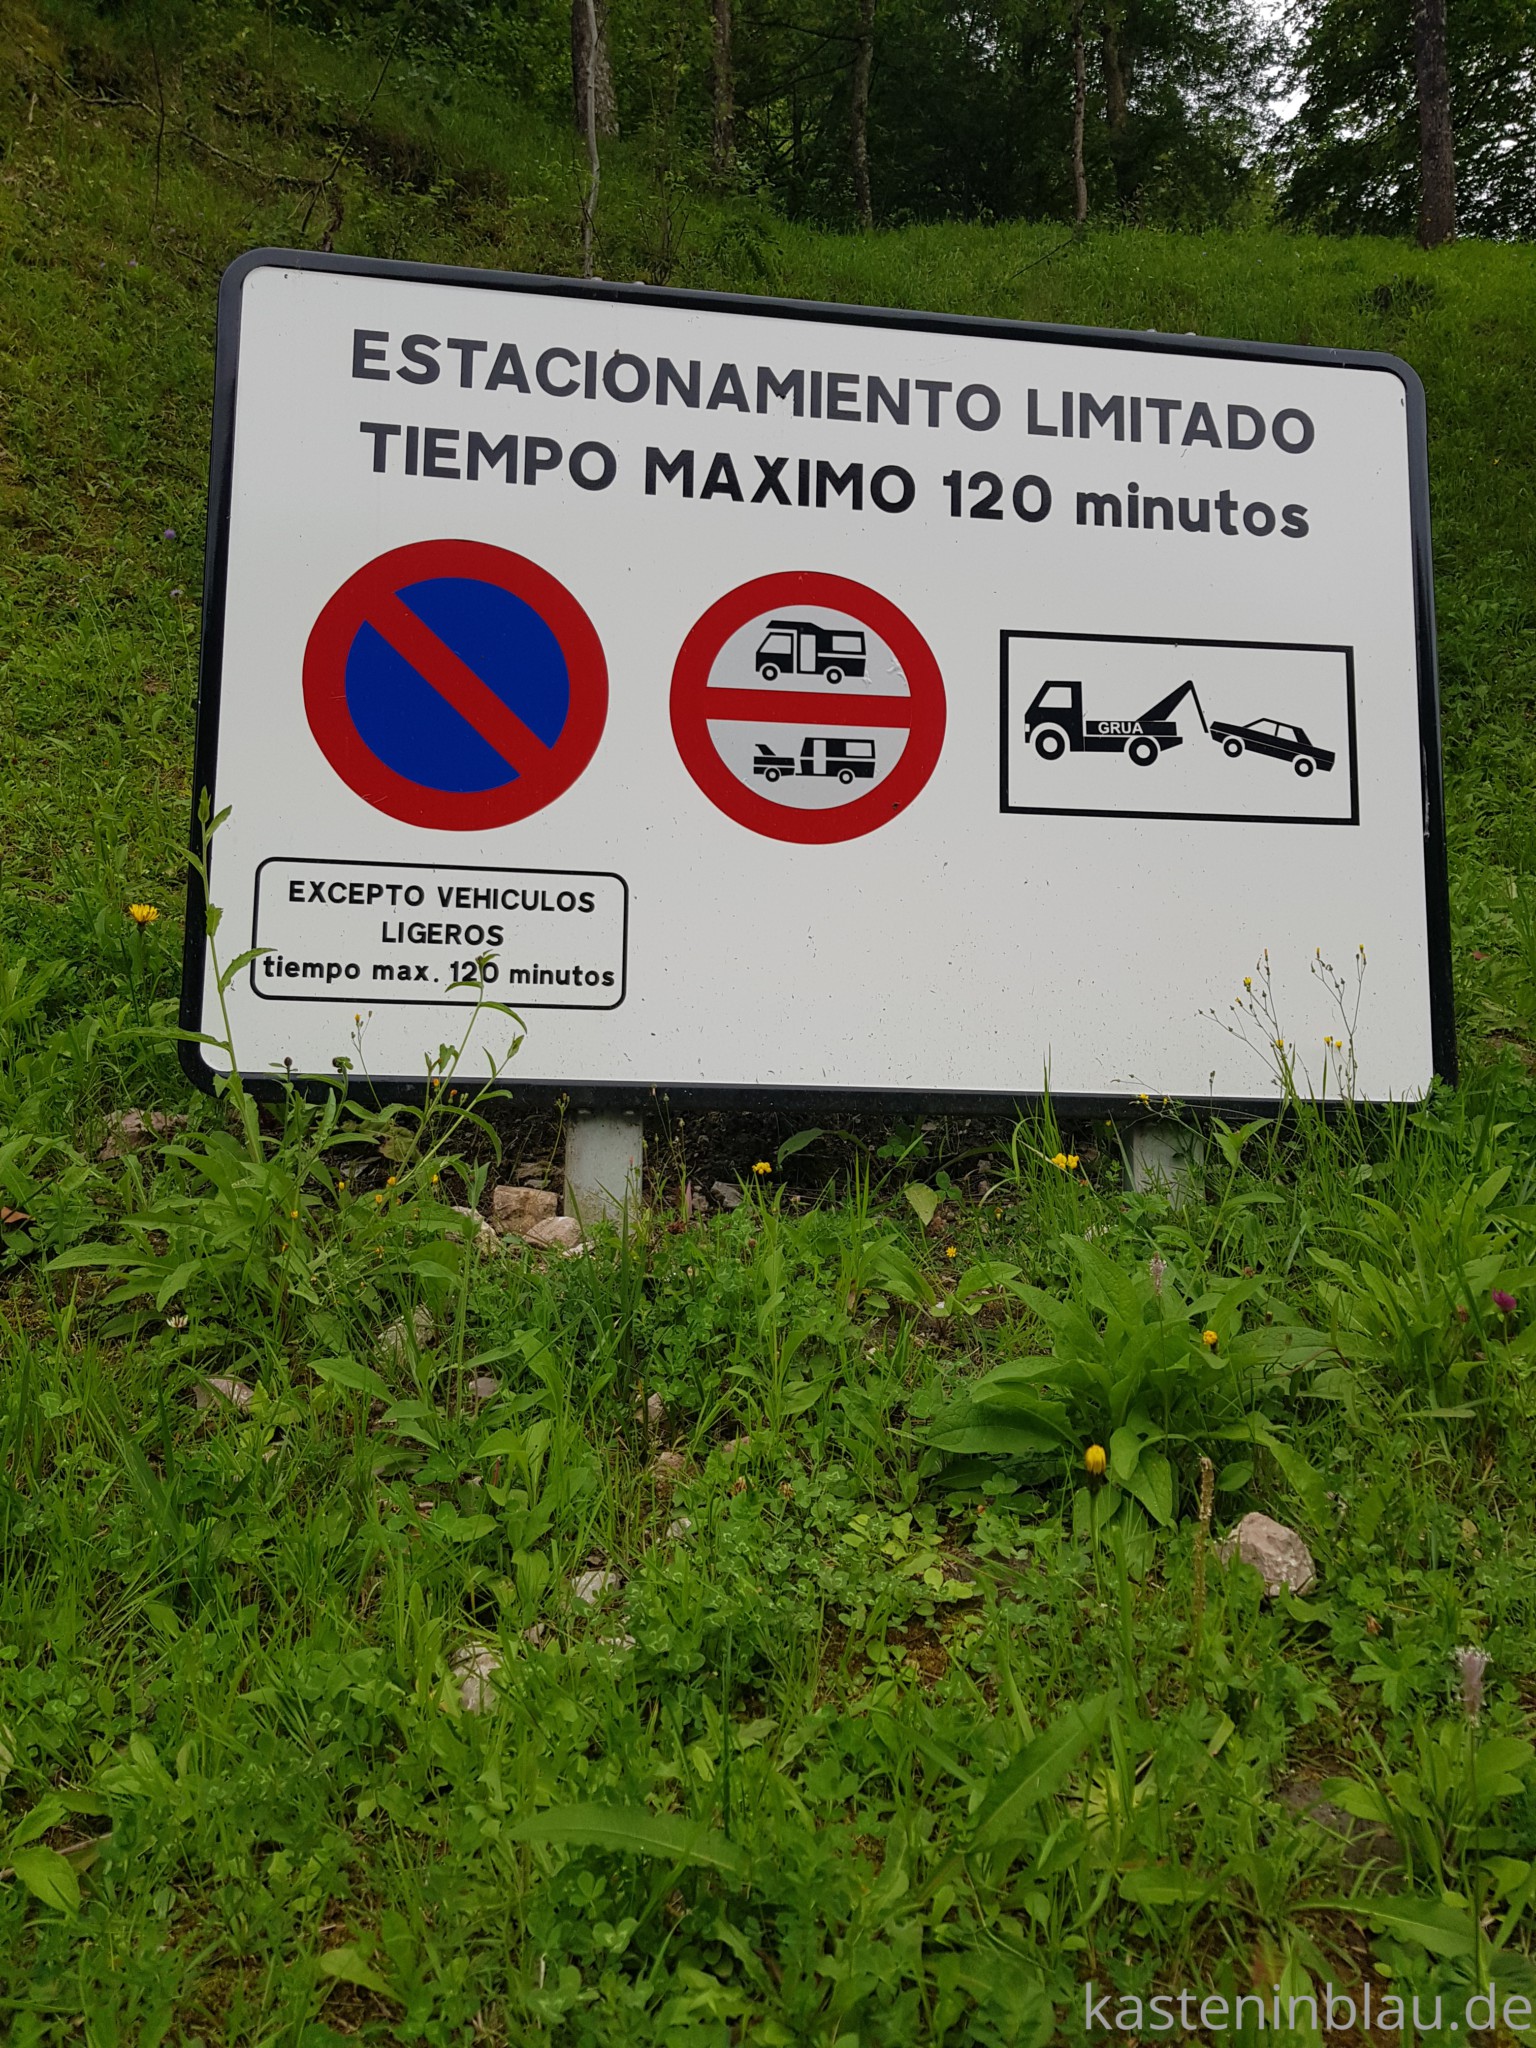 ESTACIONAMIENTO LIMITADO
TIEMPO MAXIMO 120 minutos
GRUA
EXCEPTO VEHICULOS
LIGEROS
tiempo max. 120 minutos
kasteninblau.de